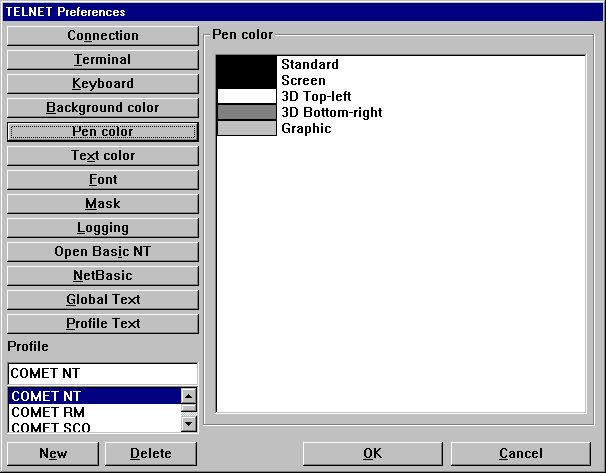 TELNET Preferences
Connection
Terminal
Keyboard
Background color
Pen color
Text color
Font
Mask
Logging
Open Basic NT
NetBasic
Global Text
Profile Text
Profile
COMET NT
COMET NT
COMET RM
COMET SCO
New
Delete
Pen color
Standard
Screen
3D Top-left
3D Bottom-right
Graphic
OK
Cancel